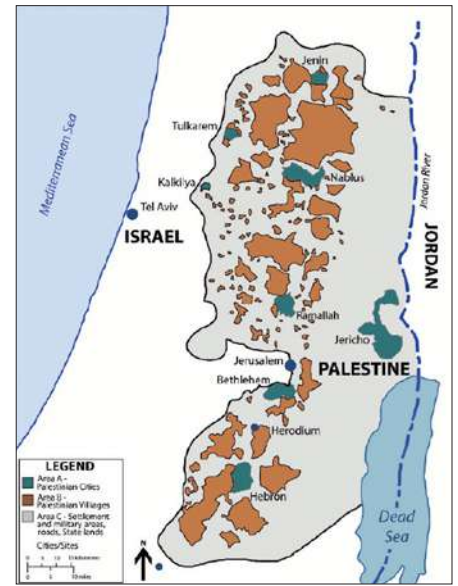 Mediterranean Sea
Jenin
Tulkarem
Nablus
Kalkilya
Tel Aviv
ISRAEL
Jordan River
JORDAN
Ramallah
Jericho
Jerusalem
PALESTINE
Bethlehem
Herodium
Hebron
Dead
Sea
LEGEND
Area A -
Palestinian Cities
Area B -
Palestinian Villages
Area C - Settlement
and military areas,
roads, State lands
Cities/Sites
N